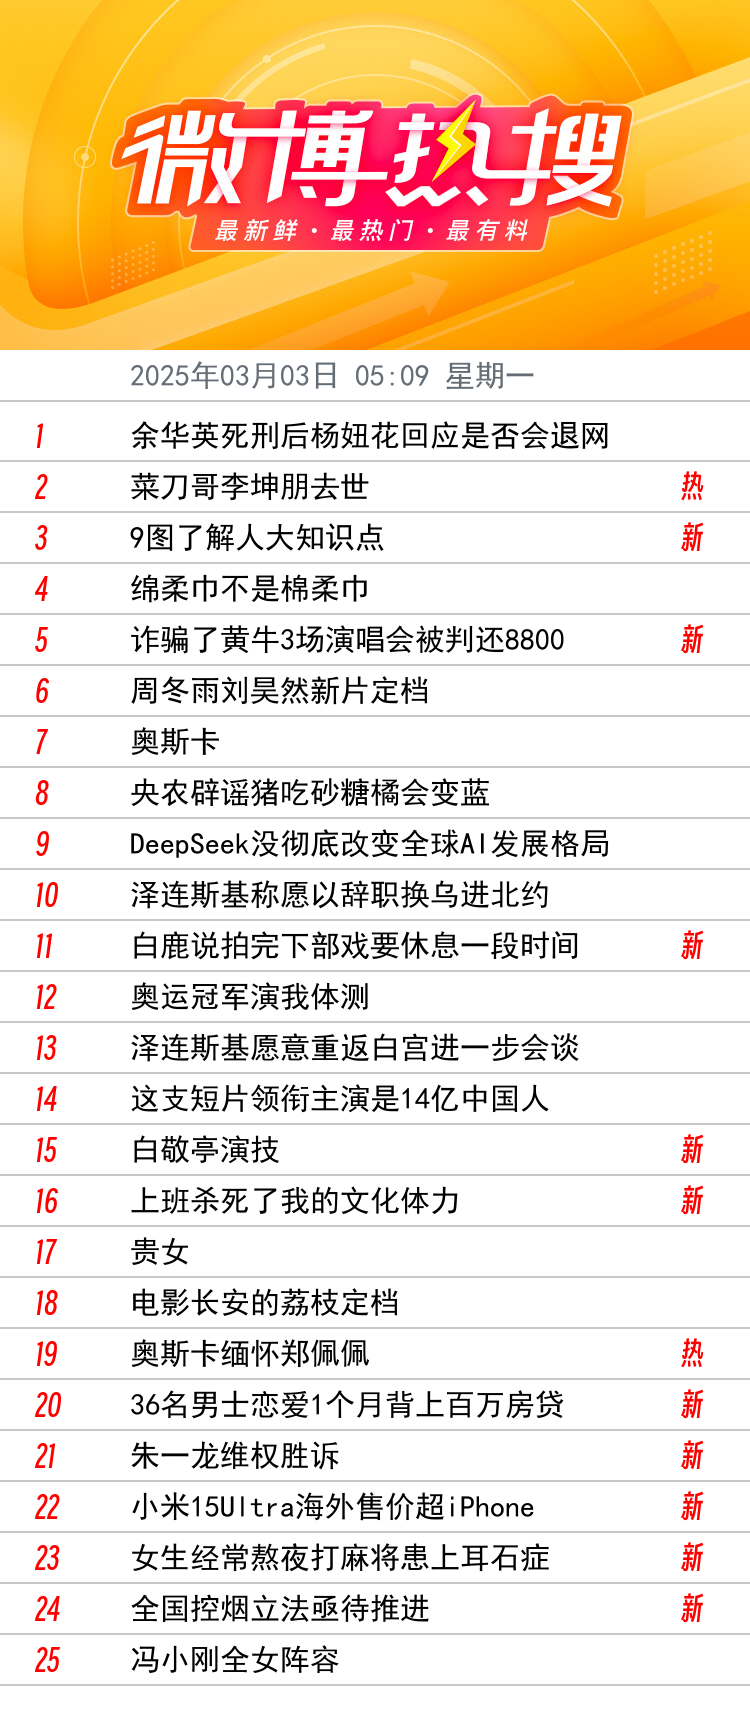 微博热搜
最新鲜·最热门·最有料
2025年03月03日 05:09 星期一
1 余华英死刑后杨妞花回应是否会退网
2 菜刀哥李坤朋去世 热
3 9图了解人大知识点 新
4 绵柔巾不是棉柔巾
5 诈骗了黄牛3场演唱会被判还8800 新
6 周冬雨刘昊然新片定档
7 奥斯卡
8 央农辟谣猪吃砂糖橘会变蓝
9 DeepSeek没彻底改变全球AI发展格局
10 泽连斯基称愿以辞职换乌进北约
11 白鹿说拍完下部戏要休息一段时间 新
12 奥运冠军演我体测
13 泽连斯基愿意重返白宫进一步会谈
14 这支短片领衔主演是14亿中国人
15 白敬亭演技 新
16 上班杀死了我的文化体力 新
17 贵女
18 电影长安的荔枝定档
19 奥斯卡缅怀郑佩佩 热
20 36名男士恋爱1个月背上百万房贷 新
21 朱一龙维权胜诉 新
22 小米15Ultra海外售价超iPhone 新
23 女生经常熬夜打麻将患上耳石症 新
24 全国控烟立法亟待推进 新
25 冯小刚全女阵容